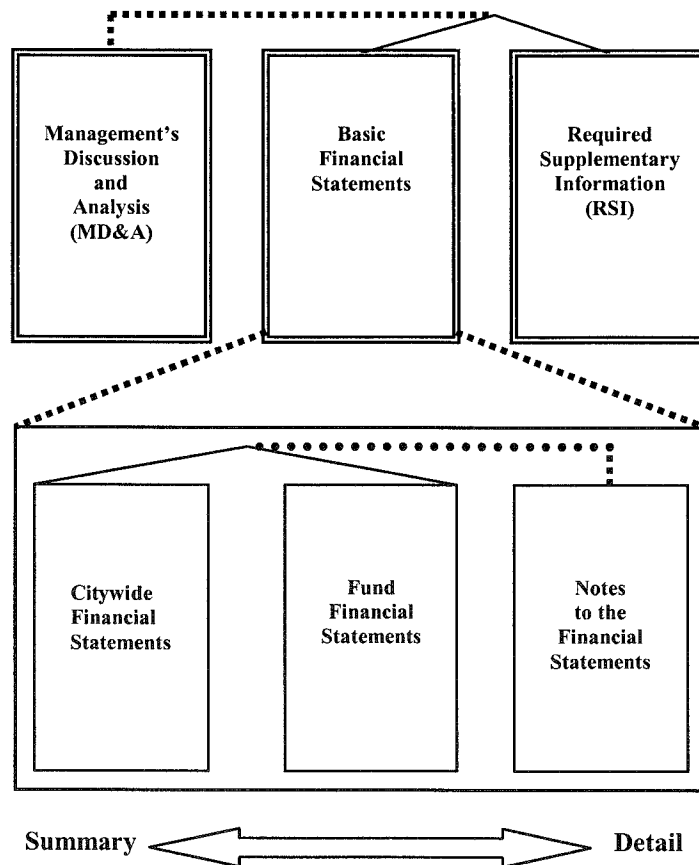 Management's
Discussion
and
Analysis
(MD&A)
Basic
Financial
Statements
Required
Supplementary
Information
(RSI)
Citywide
Financial
Statements
Fund
Financial
Statements
Notes
to the
Financial
Statements
Summary
Detail